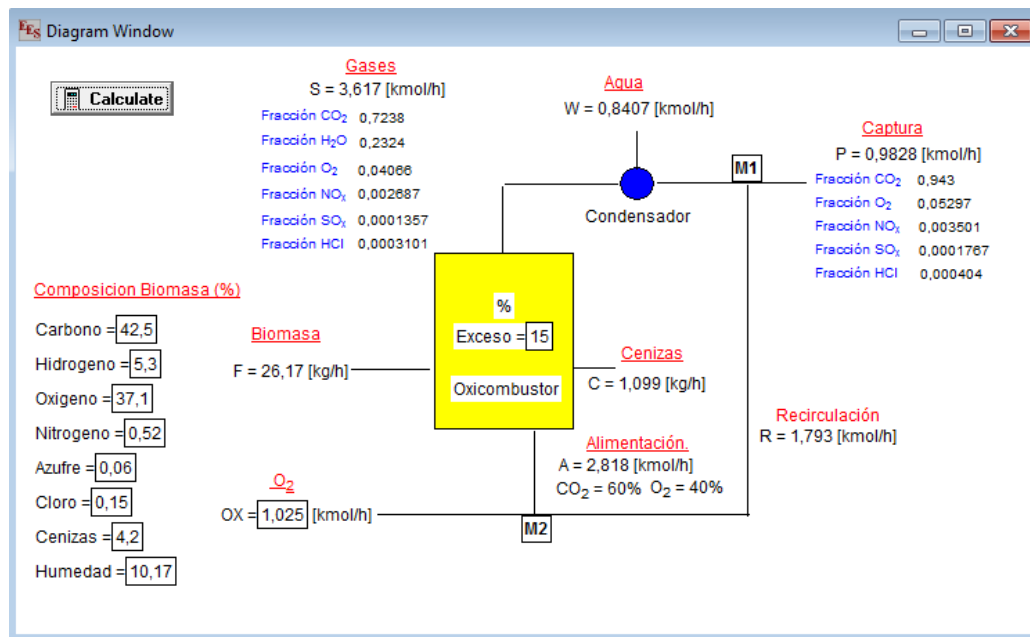 EES Diagram Window
Calculate
Gases
S = 3,617 [kmol/h]
Fracción CO2 0,7238
Fracción H2O 0,2324
Fracción O2 0,04066
Fracción NOx 0,002687
Fracción SOx 0,0001357
Fracción HCl 0,0003101
Aqua
W = 0,8407 [kmol/h]
Condensador
M1
Captura
P = 0,9828 [kmol/h]
Fracción CO2 0,943
Fracción O2 0,05297
Fracción NOx 0,003501
Fracción SOx 0,0001767
Fracción HCl 0,000404
Composicion Biomasa (%)
Carbono = 42,5
Hidrogeno = 5,3
Oxigeno = 37,1
Nitrogeno = 0,52
Azufre = 0,06
Cloro = 0,15
Cenizas = 4,2
Humedad = 10,17
Biomasa
F = 26,17 [kg/h]
%
Exceso = 15
Oxicombustor
Cenizas
C = 1,099 [kg/h]
Alimentación.
A = 2,818 [kmol/h]
CO2 = 60% O2 = 40%
Recirculación
R = 1,793 [kmol/h]
O2
OX = 1,025 [kmol/h]
M2